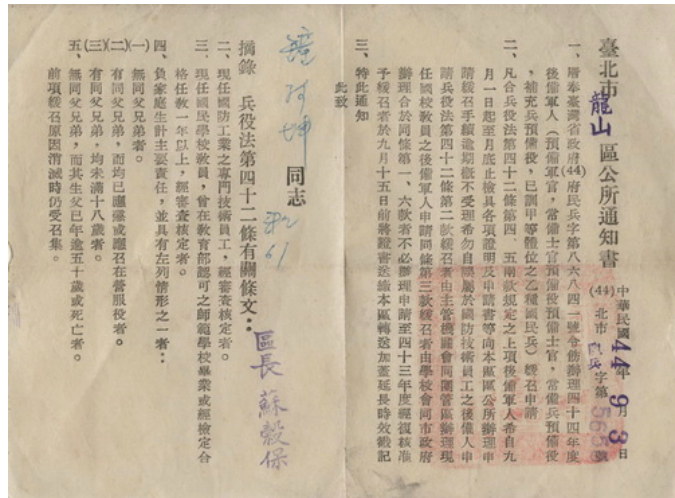 臺北市龍山區公所通知書
中華民國44年9月3日
(44)北市 兵字第565號
一、層奉臺灣省政府(44)府民兵字第八六八四一號令飭辦理四十四年度
後備軍人(預備軍官,常備士官預備役預備士官,常備兵預備役
,補充兵預備役,已訓甲等體位之乙種國民兵)緩召申請
二、凡合兵役法第四十二條第四、五兩款規定之上項後備軍人希自九
月一日起至月底止檢具各項證明及申請書等向本區區公所辦理申
請緩召手續逾期概不受理希勿自誤屬於國防技術員工之後備人申
請兵役法第四十二條第二款緩召者由主管機關會同團管區辦理現
任國校教員之後備軍人申請同條第三款緩召者由學校會同市政府
辦理合於同條第一、六款者不必辦理申請至四十三年度經復核准
予緩召者於九月十五日前將證書送繳本區轉送加蓋延長時效戳記
三、特此通知
此致
阿坤 同志
區長蘇穀保
摘錄 兵役法第四十二條有關條文:
二、現任國防工業之專門技術員工,經審查核定者。
三、現任國民學校教員,曾在教育部認可之師範學校畢業或經檢定合
格任教一年以上,經審查核定者。
四、負家庭生計主要責任,並具有左列情形之一者:
(一)無同父兄弟者。
(二)有同父兄弟,而均已應徵或應召在營服役者。
(三)有同父兄弟,均未滿十八歲者。
五、無同父兄弟,而其生父已年逾五十歲或死亡者。
前項緩召原因消滅時仍受召集。